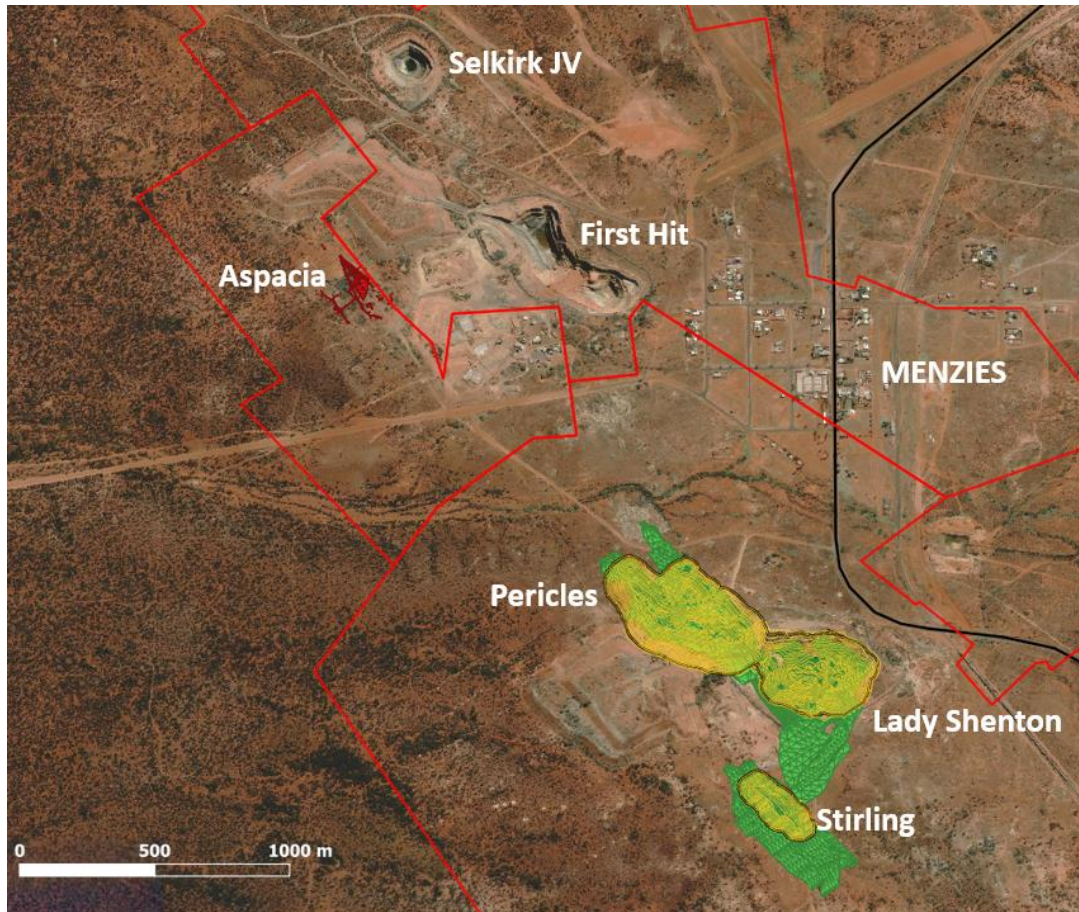 Selkirk JV
First Hit
Aspacia
MENZIES
Pericles
Lady Shenton
Stirling
0 500 1000 m